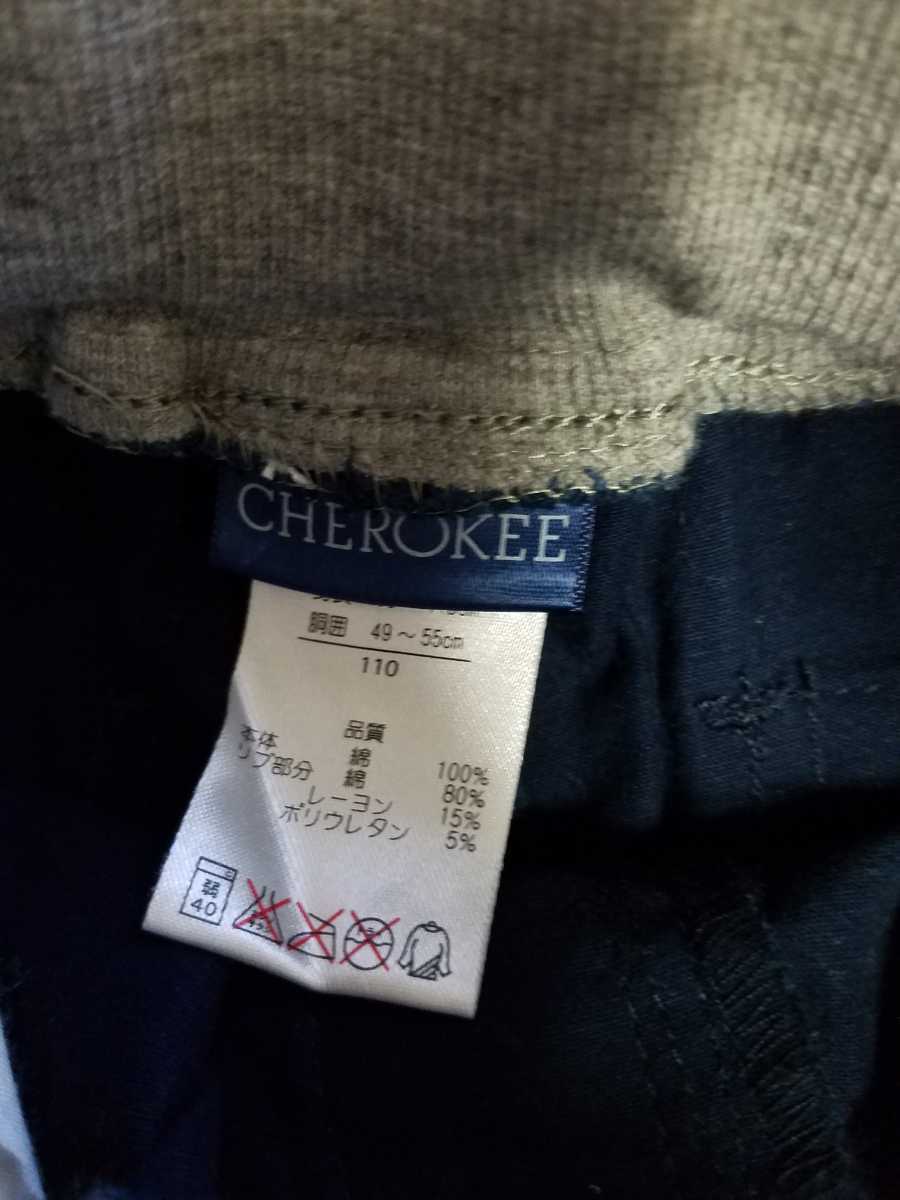 CHEROKEE
胴囲 49～55cm
110
品質
本体 綿 100%
リブ部分 綿 80%
レーヨン 15%
ポリウレタン 5%
弱
40